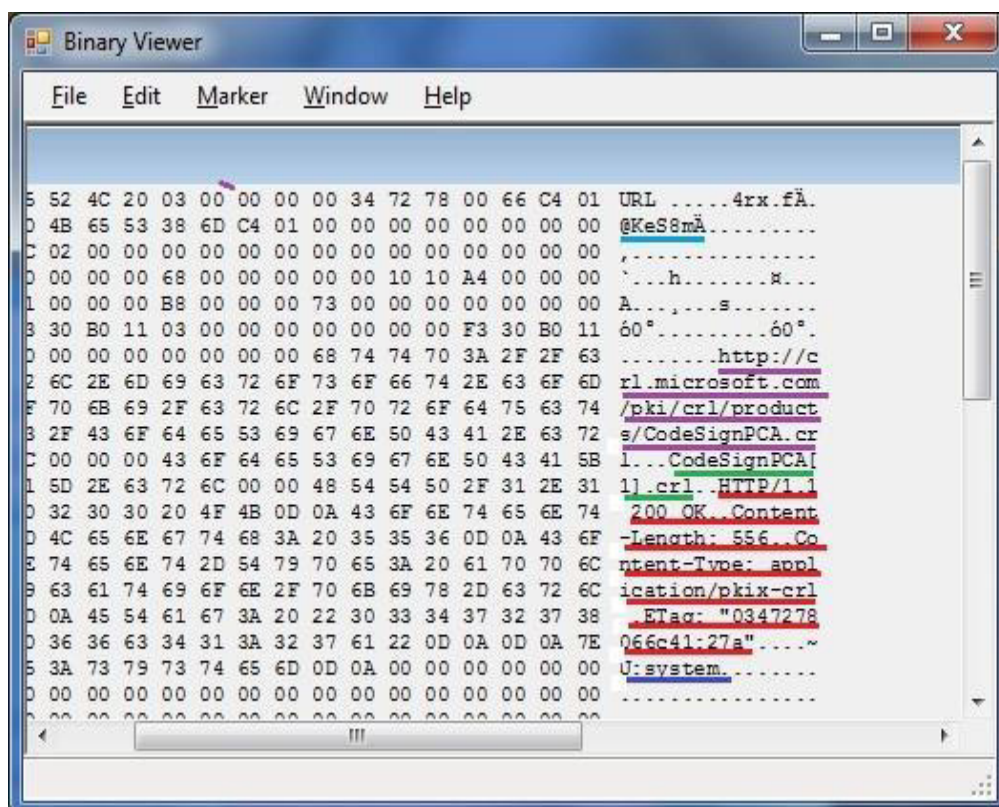 Binary Viewer
File Edit Marker Window Help
52 4C 20 03 00 00 00 00 34 72 78 00 66 C4 01 URL .....4rx.fÄ.
4B 65 53 38 6D C4 01 00 00 00 00 00 00 00 00 @KeS8mÄ.........
02 00 00 00 00 00 00 00 00 00 00 00 00 00 00 ,...............
00 00 00 68 00 00 00 00 10 10 A4 00 00 00 `...h.......¤...
00 00 00 B8 00 00 00 73 00 00 00 00 00 00 00 A...¸...s.......
30 B0 11 03 00 00 00 00 00 00 00 F3 30 B0 11 ó0°.........ó0°.
00 00 00 00 00 00 00 68 74 74 70 3A 2F 2F 63 ........http://c
6C 2E 6D 69 63 72 6F 73 6F 66 74 2E 63 6F 6D rl.microsoft.com
70 6B 69 2F 63 72 6C 2F 70 72 6F 64 75 63 74 /pki/crl/product
2F 43 6F 64 65 53 69 67 6E 50 43 41 2E 63 72 s/CodeSignPCA.cr
00 00 00 43 6F 64 65 53 69 67 6E 50 43 41 5B l...CodeSignPCA[
5D 2E 63 72 6C 00 00 48 54 54 50 2F 31 2E 31 1].crl..HTTP/1.1
32 30 30 20 4F 4B 0D 0A 43 6F 6E 74 65 6E 74 200 OK..Content
4C 65 6E 67 74 68 3A 20 35 35 36 0D 0A 43 6F -Length: 556..Co
74 65 6E 74 2D 54 79 70 65 3A 20 61 70 70 6C ntent-Type: appl
63 61 74 69 6F 6E 2F 70 6B 69 78 2D 63 72 6C ication/pkix-crl
0A 45 54 61 67 3A 20 22 30 33 34 37 32 37 38 .ETag: "0347278
36 36 63 34 31 3A 32 37 61 22 0D 0A 0D 0A 7E 066c41:27a"....~
3A 73 79 73 74 65 6D 0D 0A 00 00 00 00 00 00 U:system........
00 00 00 00 00 00 00 00 00 00 00 00 00 00 00 ................